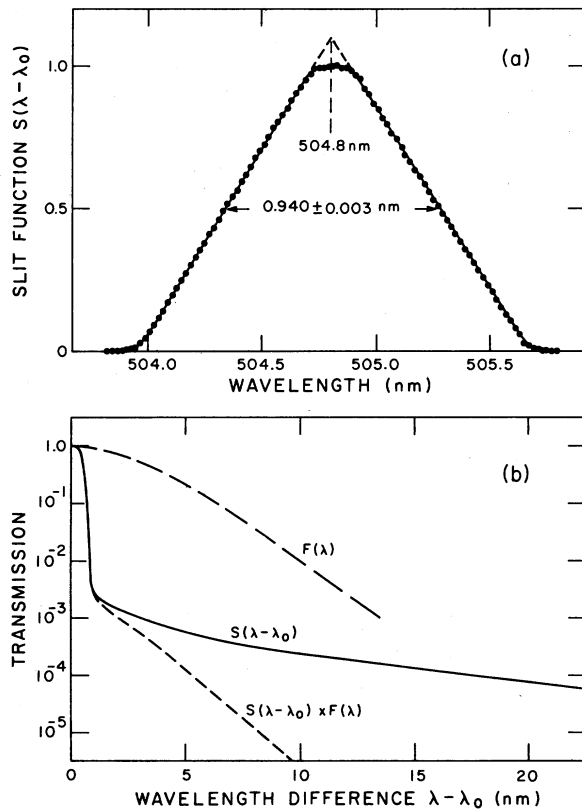 (a)
SLIT FUNCTION S(λ-λ₀)
1.0
0.5
0
504.8 nm
0.940±0.003 nm
504.0
504.5
505.0
505.5
WAVELENGTH (nm)
(b)
TRANSMISSION
1.0
10⁻¹
10⁻²
10⁻³
10⁻⁴
10⁻⁵
F(λ)
S(λ-λ₀)
S(λ-λ₀) x F(λ)
0
5
10
15
20
WAVELENGTH DIFFERENCE λ-λ₀ (nm)